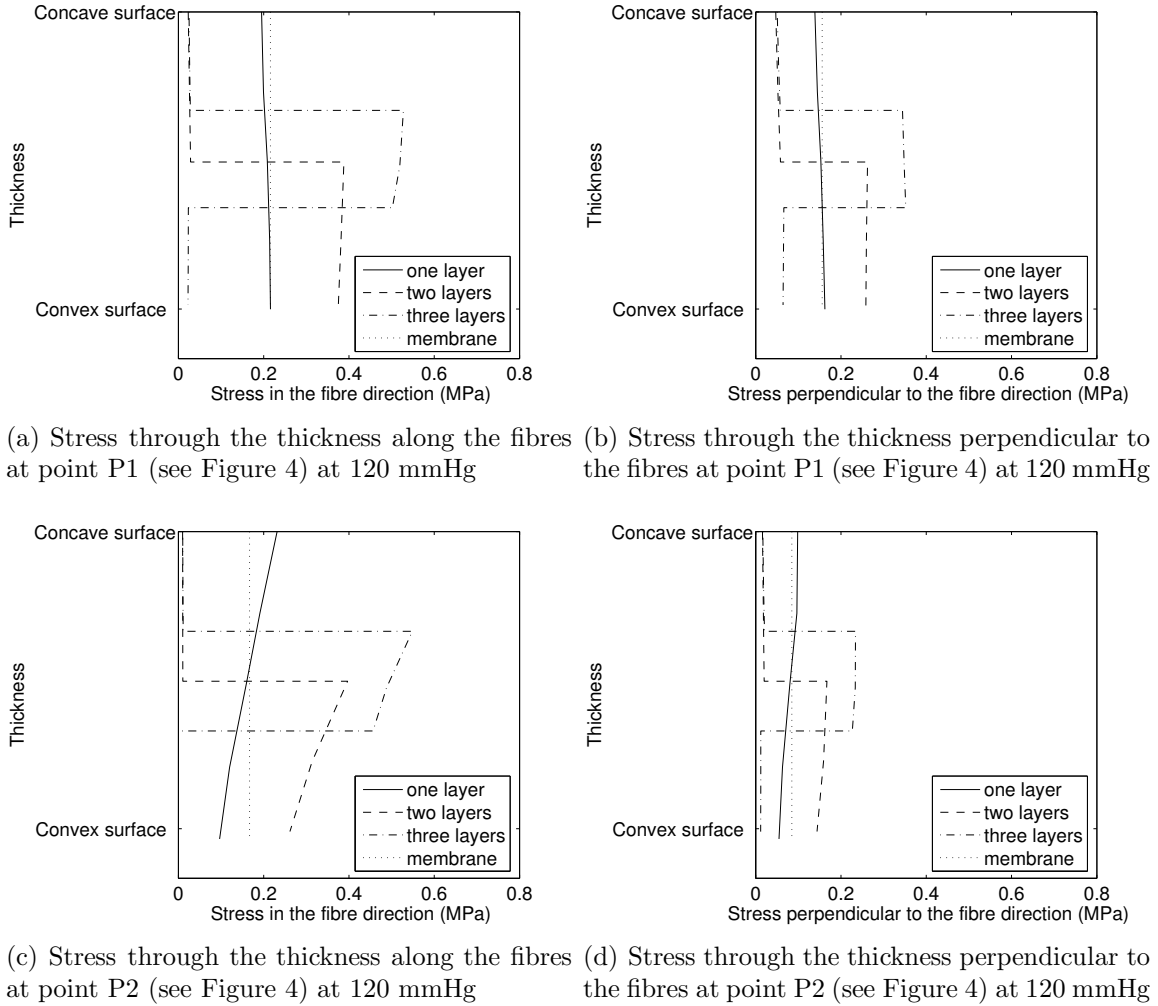 Concave surface
Thickness
Convex surface
one layer
two layers
three layers
membrane
0 0.2 0.4 0.6 0.8
Stress in the fibre direction (MPa)
(a) Stress through the thickness along the fibres
at point P1 (see Figure 4) at 120 mmHg
Concave surface
Thickness
Convex surface
one layer
two layers
three layers
membrane
0 0.2 0.4 0.6 0.8
Stress perpendicular to the fibre direction (MPa)
(b) Stress through the thickness perpendicular to
the fibres at point P1 (see Figure 4) at 120 mmHg
Concave surface
Thickness
Convex surface
one layer
two layers
three layers
membrane
0 0.2 0.4 0.6 0.8
Stress in the fibre direction (MPa)
(c) Stress through the thickness along the fibres
at point P2 (see Figure 4) at 120 mmHg
Concave surface
Thickness
Convex surface
one layer
two layers
three layers
membrane
0 0.2 0.4 0.6 0.8
Stress perpendicular to the fibre direction (MPa)
(d) Stress through the thickness perpendicular to
the fibres at point P2 (see Figure 4) at 120 mmHg